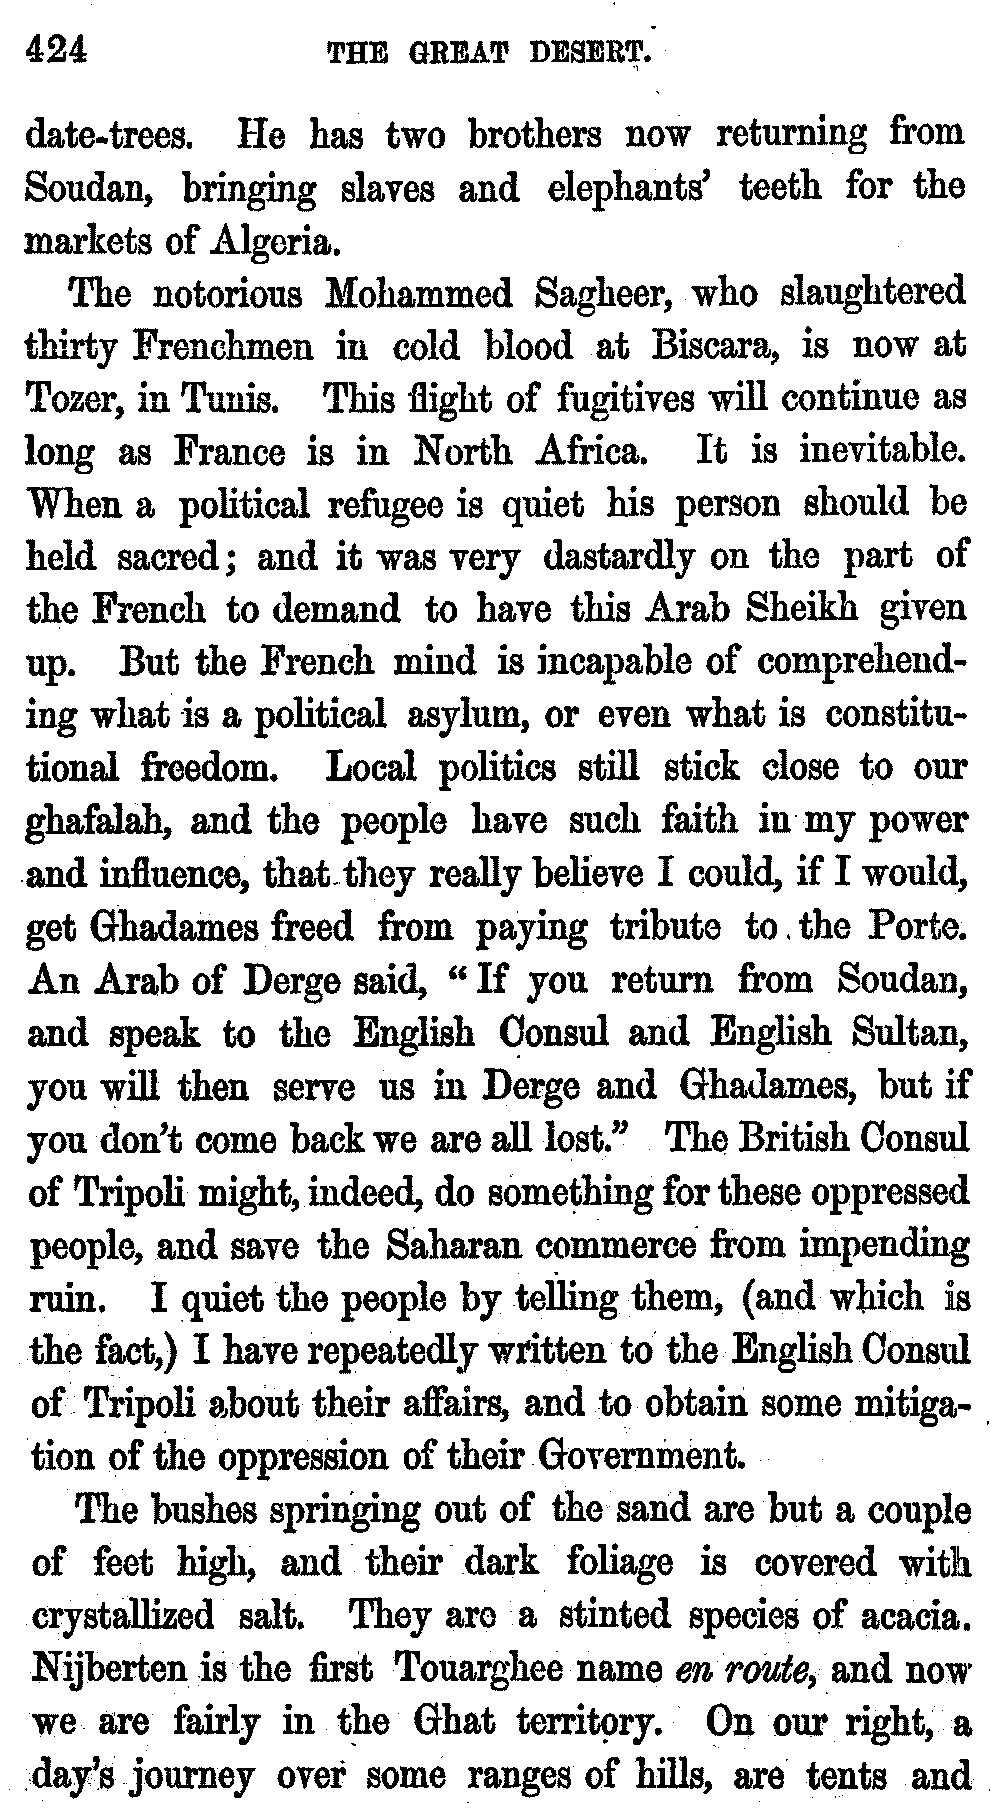 424 THE GREAT DESERT.
date-trees. He has two brothers now returning from
Soudan, bringing slaves and elephants' teeth for the
markets of Algeria.
The notorious Mohammed Sagheer, who slaughtered
thirty Frenchmen in cold blood at Biscara, is now at
Tozer, in Tunis. This flight of fugitives will continue as
long as France is in North Africa. It is inevitable.
When a political refugee is quiet his person should be
held sacred; and it was very dastardly on the part of
the French to demand to have this Arab Sheikh given
up. But the French mind is incapable of comprehend-
ing what is a political asylum, or even what is constitu-
tional freedom. Local politics still stick close to our
ghafalah, and the people have such faith in my power
and influence, that they really believe I could, if I would,
get Ghadames freed from paying tribute to the Porte.
An Arab of Derge said, "If you return from Soudan,
and speak to the English Consul and English Sultan,
you will then serve us in Derge and Ghadames, but if
you don't come back we are all lost." The British Consul
of Tripoli might, indeed, do something for these oppressed
people, and save the Saharan commerce from impending
ruin. I quiet the people by telling them, (and which is
the fact,) I have repeatedly written to the English Consul
of Tripoli about their affairs, and to obtain some mitiga-
tion of the oppression of their Government.
The bushes springing out of the sand are but a couple
of feet high, and their dark foliage is covered with
crystallized salt. They are a stinted species of acacia.
Nijberten is the first Touarghee name en route, and now
we are fairly in the Ghat territory. On our right, a
day's journey over some ranges of hills, are tents and